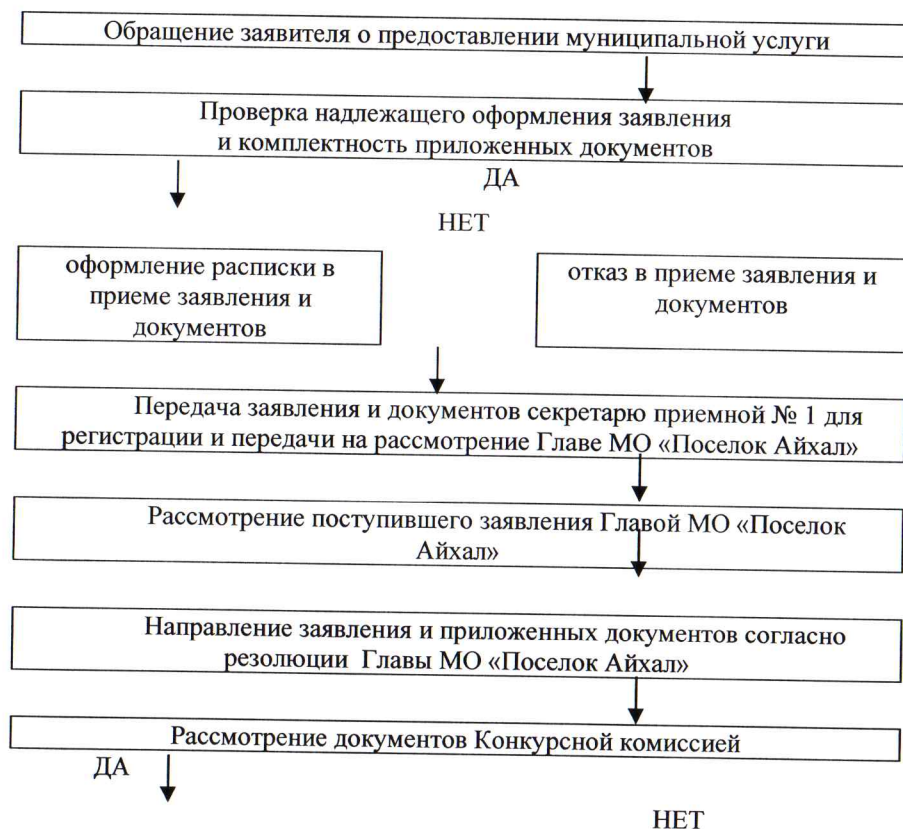 Обращение заявителя о предоставлении муниципальной услуги
Проверка надлежащего оформления заявления
и комплектность приложенных документов
ДА
НЕТ
оформление расписки в
приеме заявления и
документов
отказ в приеме заявления и
документов
Передача заявления и документов секретарю приемной № 1 для
регистрации и передачи на рассмотрение Главе МО «Поселок Айхал»
Рассмотрение поступившего заявления Главой МО «Поселок
Айхал»
Направление заявления и приложенных документов согласно
резолюции Главы МО «Поселок Айхал»
Рассмотрение документов Конкурсной комиссией
ДА
НЕТ